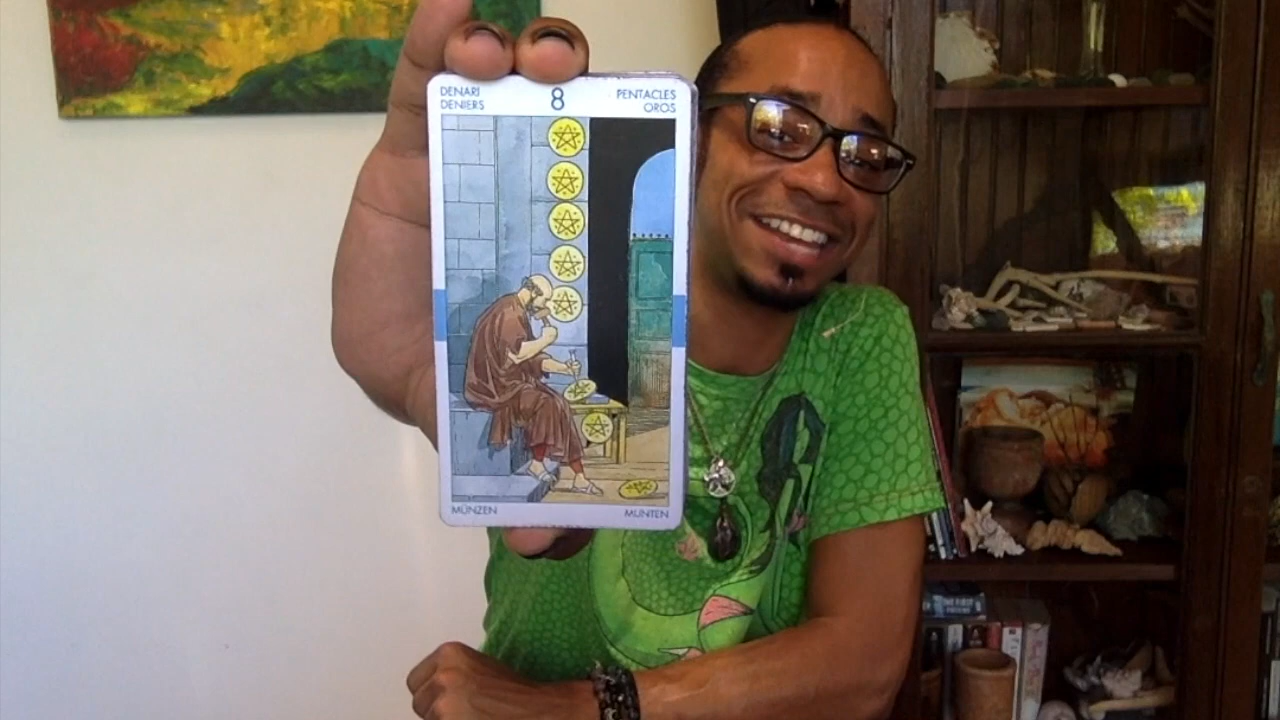 DENARI
DENIERS
8
PENTACLES
OROS
MÜNZEN
MUNTEN